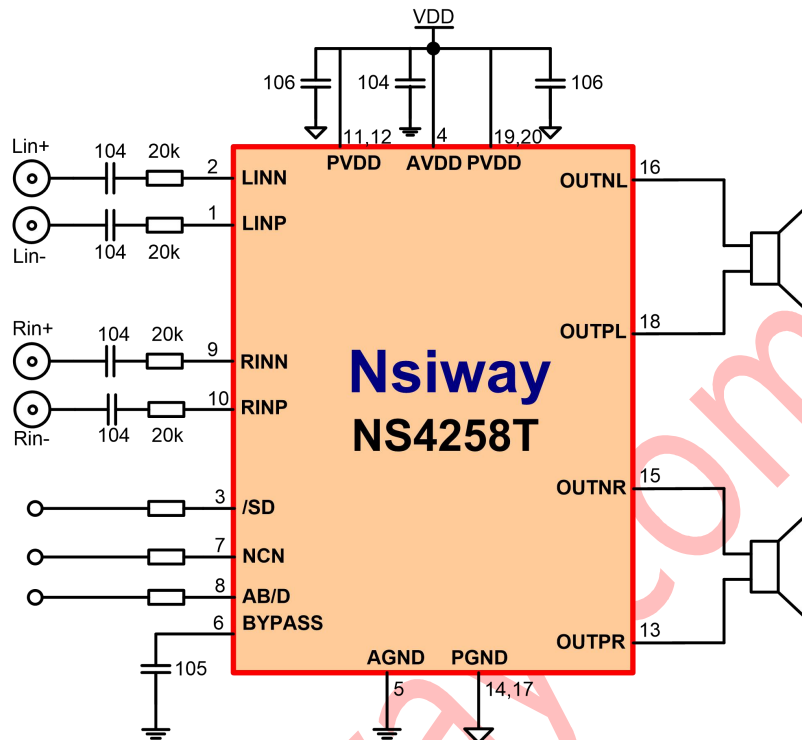 VDD
106
104
106
11,12
4
19,20
PVDD
AVDD
PVDD
Lin+
104
20k
2
LINN
16
OUTNL
1
LINP
Lin-
104
20k
18
OUTPL
Rin+
104
20k
9
RINN
Nsiway
10
RINP
Rin-
104
20k
NS4258T
15
OUTNR
3
/SD
7
NCN
8
AB/D
6
BYPASS
13
OUTPR
105
AGND
PGND
5
14,17
way.com